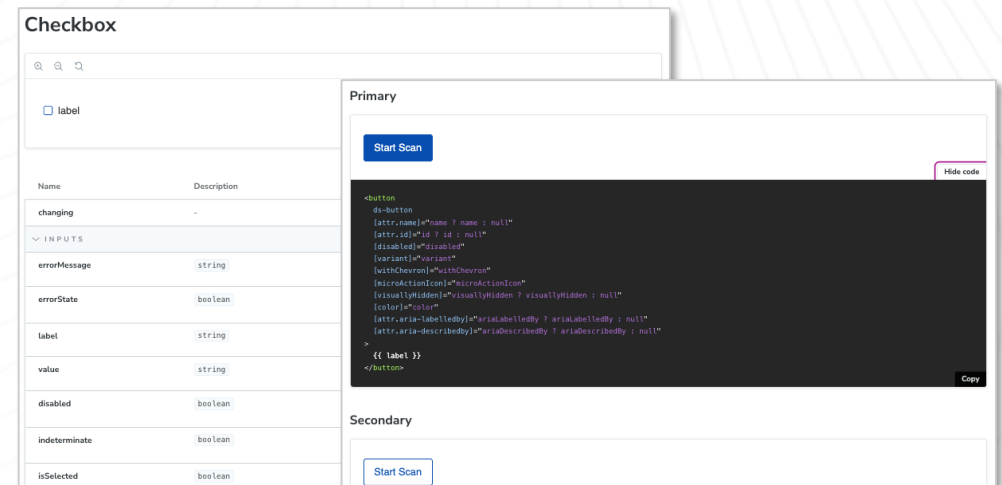 Checkbox
label
Name Description
changing -
INPUTS
errorMessage string
errorState boolean
label string
value string
disabled boolean
indeterminate boolean
isSelected boolean
Primary
Start Scan
Hide code
<button
ds-button
[attr.name]="name ? name : null"
[attr.id]="id ? id : null"
[disabled]="disabled"
[variant]="variant"
[withChevron]="withChevron"
[microActionIcon]="microActionIcon"
[visuallyHidden]="visuallyHidden ? visuallyHidden : null"
[color]="color"
[attr.aria-labelledby]="ariaLabelledBy ? ariaLabelledBy : null"
[attr.aria-describedby]="ariaDescribedBy ? ariaDescribedBy : null"
>
{{ label }}
</button>
Copy
Secondary
Start Scan